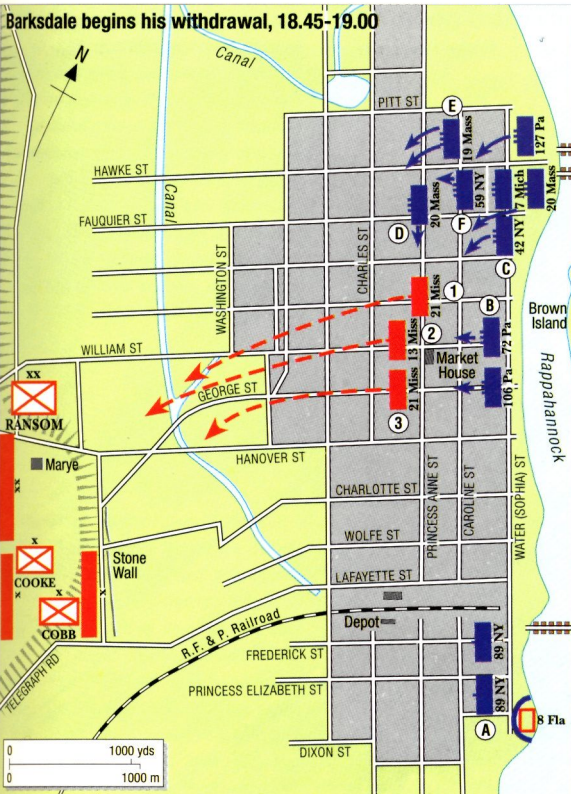 Barksdale begins his withdrawal, 18.45-19.00
N
Canal
PITT ST
E
19 Mass
127 Pa
HAWKE ST
Canal
59 NY
7 Mich
20 Mass
20 Mass
FAUQUIER ST
D
F
42 NY
WASHINGTON ST
CHARLES ST
C
1
21 Miss
B
Brown
Island
2
13 Miss
72 Pa
WILLIAM ST
Market
House
xx
RANSOM
GEORGE ST
21 Miss
106 Pa
3
Rappahannock
HANOVER ST
Marye
PRINCESS ANNE ST
CAROLINE ST
WATER (SOPHIA) ST
xx
CHARLOTTE ST
WOLFE ST
x
COOKE
x
Stone
Wall
LAFAYETTE ST
x
COBB
x
R.F. & P. Railroad
Depot
TELEGRAPH RD
FREDERICK ST
89 NY
PRINCESS ELIZABETH ST
89 NY
A
8 Fla
DIXON ST
0
1000 yds
0
1000 m